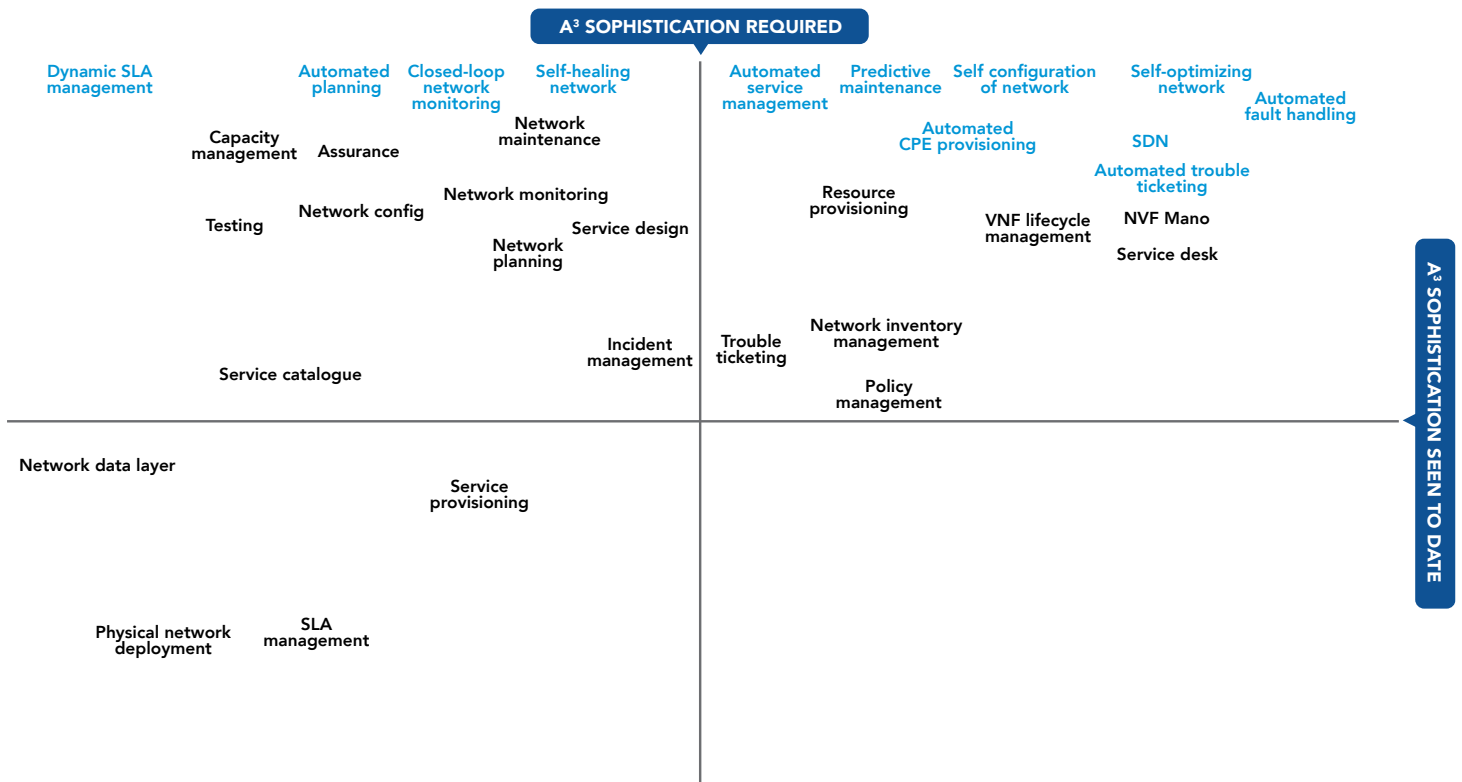 A³ SOPHISTICATION REQUIRED
Dynamic SLA
management
Automated
planning
Closed-loop
network
monitoring
Self-healing
network
Automated
service
management
Predictive
maintenance
Self configuration
of network
Self-optimizing
network
Automated
fault handling
Capacity
management
Assurance
Network
maintenance
Automated
CPE provisioning
SDN
Automated trouble
ticketing
Testing
Network config
Network monitoring
Service design
Network
planning
Resource
provisioning
VNF lifecycle
management
NVF Mano
Service desk
Service catalogue
Incident
management
Trouble
ticketing
Network inventory
management
Policy
management
A³ SOPHISTICATION SEEN TO DATE
Network data layer
Service
provisioning
Physical network
deployment
SLA
management